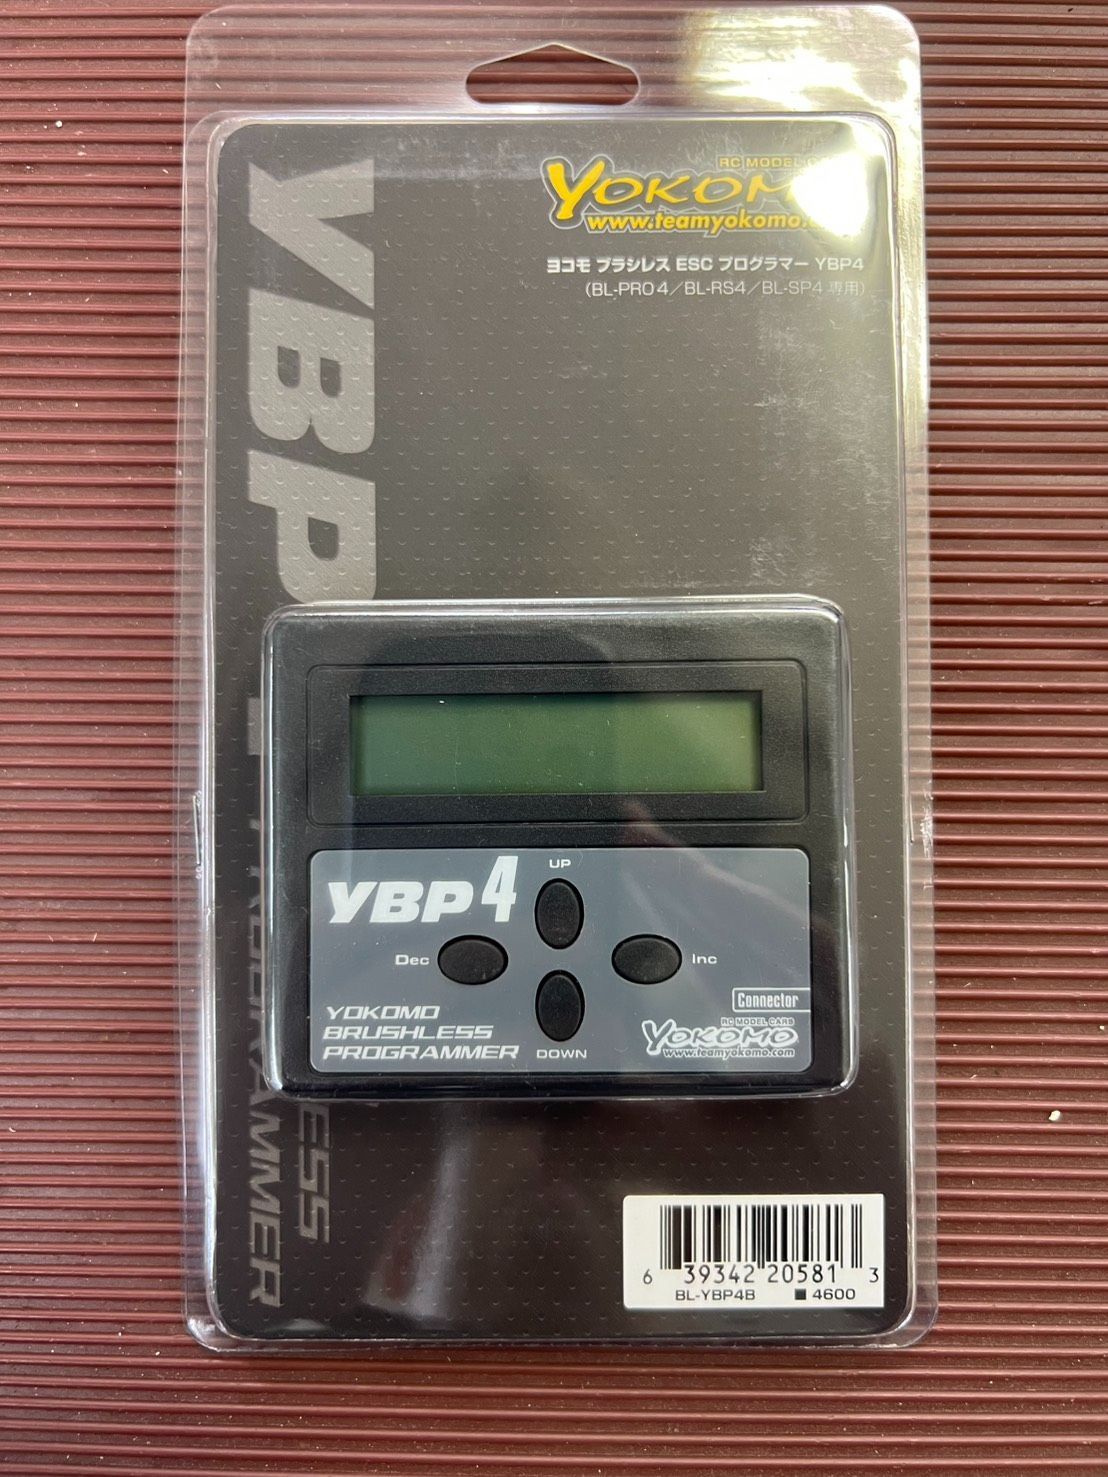 RC MODEL CARS
YOKOMO
www.teamyokomo.
ヨコモ ブラシレス ESC プログラマー YBP4
(BL-PRO4／BL-RS4／BL-SP4 専用)
YBP
PROGRAMMER
UP
YBP4
Dec
Inc
Connector
YOKOMO
BRUSHLESS
PROGRAMMER
DOWN
RC MODEL CARS
YOKOMO
www.teamyokomo.com
6 39342 20581 3
BL-YBP4B ■4600